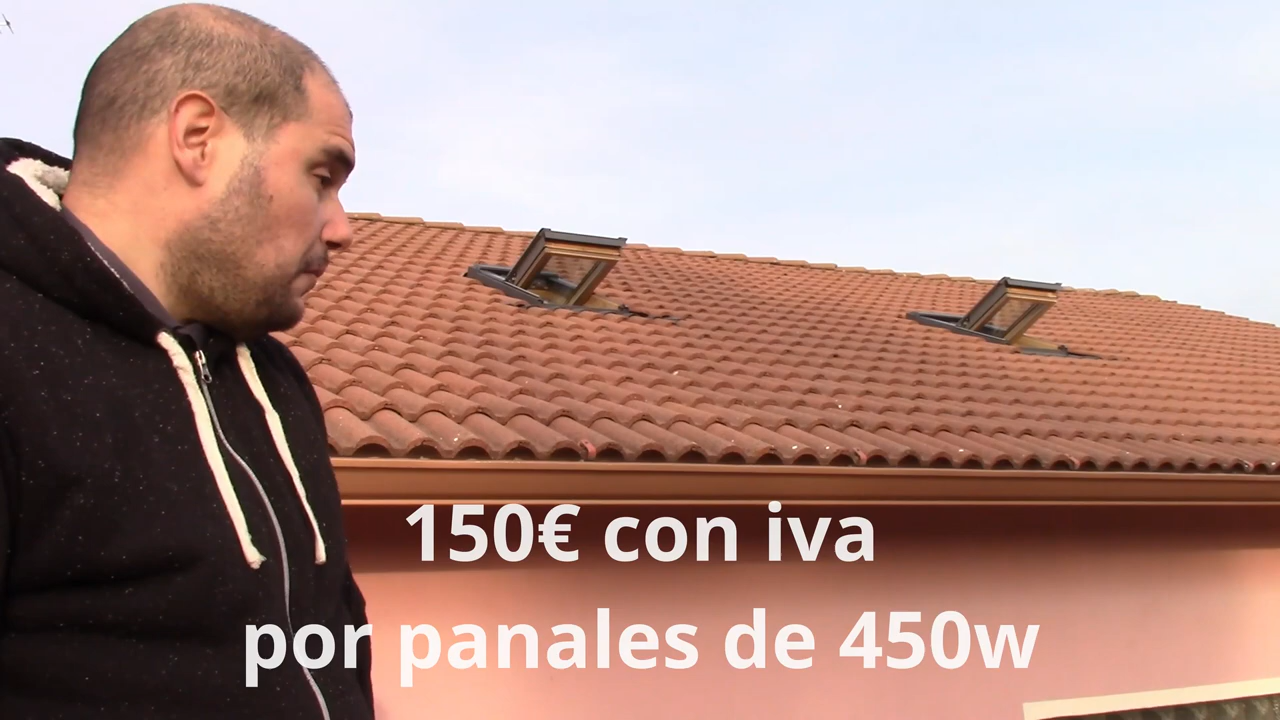 150€ con iva
por panales de 450w